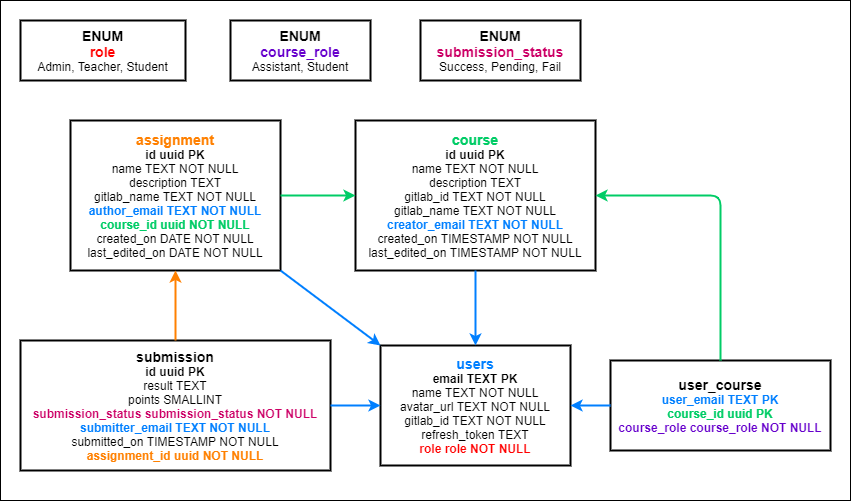 ENUM
role
Admin, Teacher, Student
ENUM
course_role
Assistant, Student
ENUM
submission_status
Success, Pending, Fail
assignment
id uuid PK
name TEXT NOT NULL
description TEXT
gitlab_name TEXT NOT NULL
author_email TEXT NOT NULL
course_id uuid NOT NULL
created_on DATE NOT NULL
last_edited_on DATE NOT NULL
course
id uuid PK
name TEXT NOT NULL
description TEXT
gitlab_id TEXT NOT NULL
gitlab_name TEXT NOT NULL
creator_email TEXT NOT NULL
created_on TIMESTAMP NOT NULL
last_edited_on TIMESTAMP NOT NULL
submission
id uuid PK
result TEXT
points SMALLINT
submission_status submission_status NOT NULL
submitter_email TEXT NOT NULL
submitted_on TIMESTAMP NOT NULL
assignment_id uuid NOT NULL
users
email TEXT PK
name TEXT NOT NULL
avatar_url TEXT NOT NULL
gitlab_id TEXT NOT NULL
refresh_token TEXT
role role NOT NULL
user_course
user_email TEXT PK
course_id uuid PK
course_role course_role NOT NULL